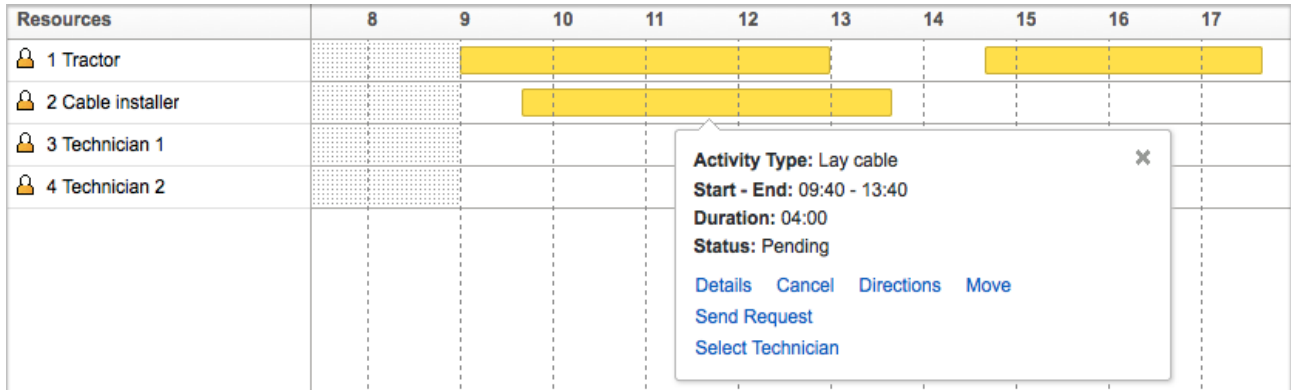 Resources 8 9 10 11 12 13 14 15 16 17
1 Tractor
2 Cable installer
3 Technician 1
4 Technician 2
Activity Type: Lay cable
Start - End: 09:40 - 13:40
Duration: 04:00
Status: Pending
Details Cancel Directions Move
Send Request
Select Technician